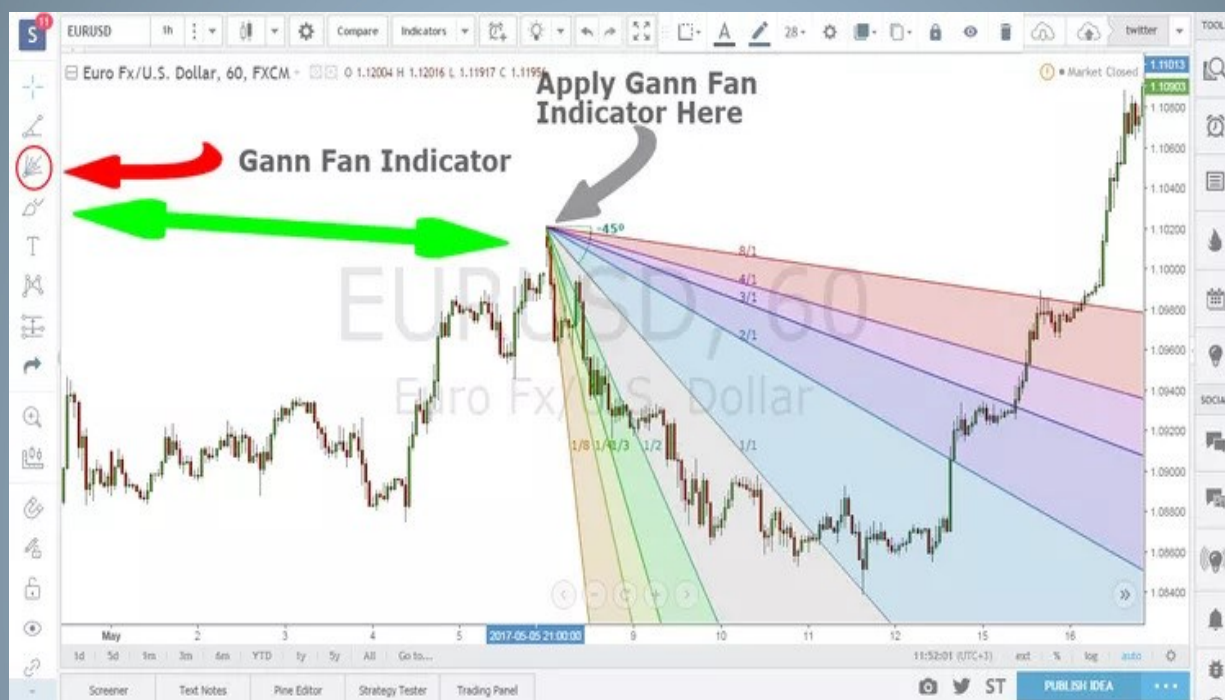 11
S
EURUSD
1h
Compare
Indicators
28
twitter
TOOL
Euro Fx/U.S. Dollar, 60, FXCM
O 1.12004 H 1.12016 L 1.11917 C 1.11956
Market Closed
Apply Gann Fan
Indicator Here
Gann Fan Indicator
-45º
8/1
4/1
3/1
2/1
1/1
1/8 1/4 1/3 1/2
EURUSD, 60
Euro Fx/U.S. Dollar
1.11013
1.10903
1.10800
1.10600
1.10400
1.10200
1.10000
1.09800
1.09600
1.09400
1.09200
1.09000
1.08800
1.08600
1.08400
SOCIA
May 2 3 4 5 2017-05-05 21:00:00 9 10 11 12 15 16
1d 5d 1m 3m 6m YTD 1y 5y All Go to...
11:52:01 (UTC+3) ext % log auto
Screener Text Notes Pine Editor Strategy Tester Trading Panel
ST PUBLISH IDEA